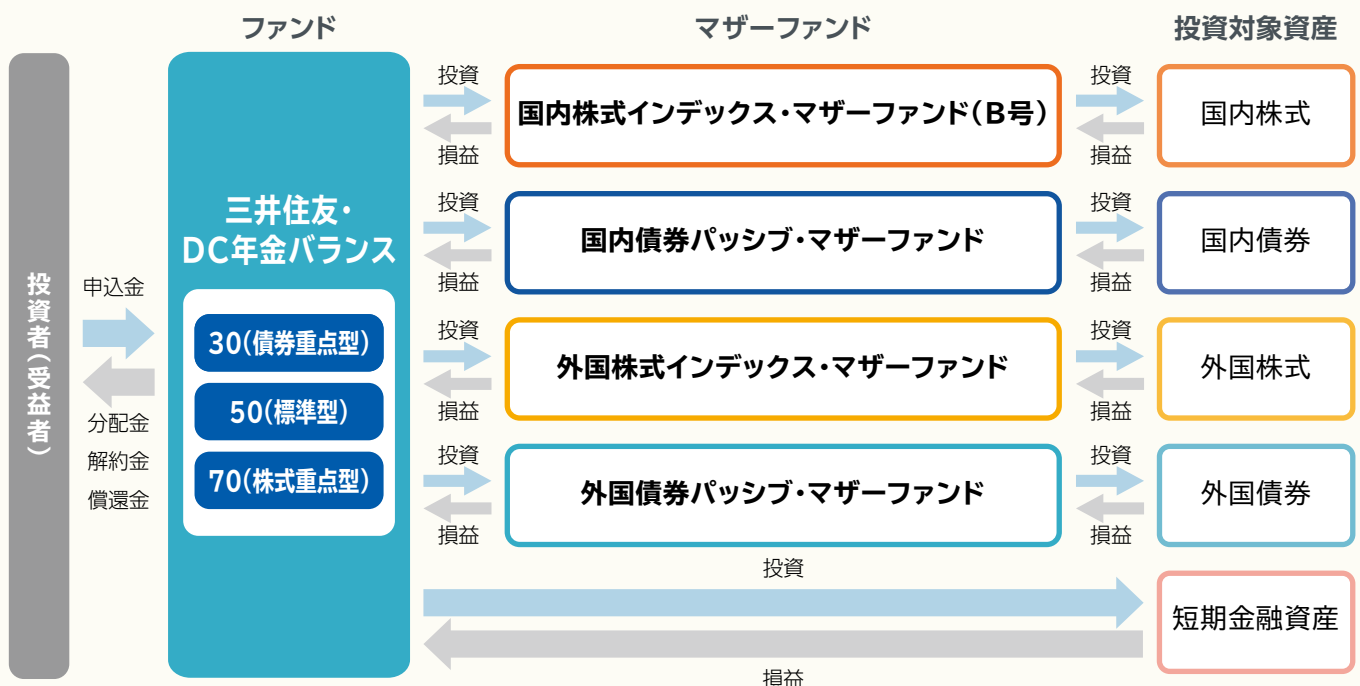 ファンド
マザーファンド
投資対象資産
投資者(受益者)
申込金
分配金
解約金
償還金
三井住友・
DC年金バランス
30(債券重点型)
50(標準型)
70(株式重点型)
投資
損益
国内株式インデックス・マザーファンド(B号)
投資
損益
国内株式
投資
損益
国内債券パッシブ・マザーファンド
投資
損益
国内債券
投資
損益
外国株式インデックス・マザーファンド
投資
損益
外国株式
投資
損益
外国債券パッシブ・マザーファンド
投資
損益
外国債券
投資
損益
短期金融資産